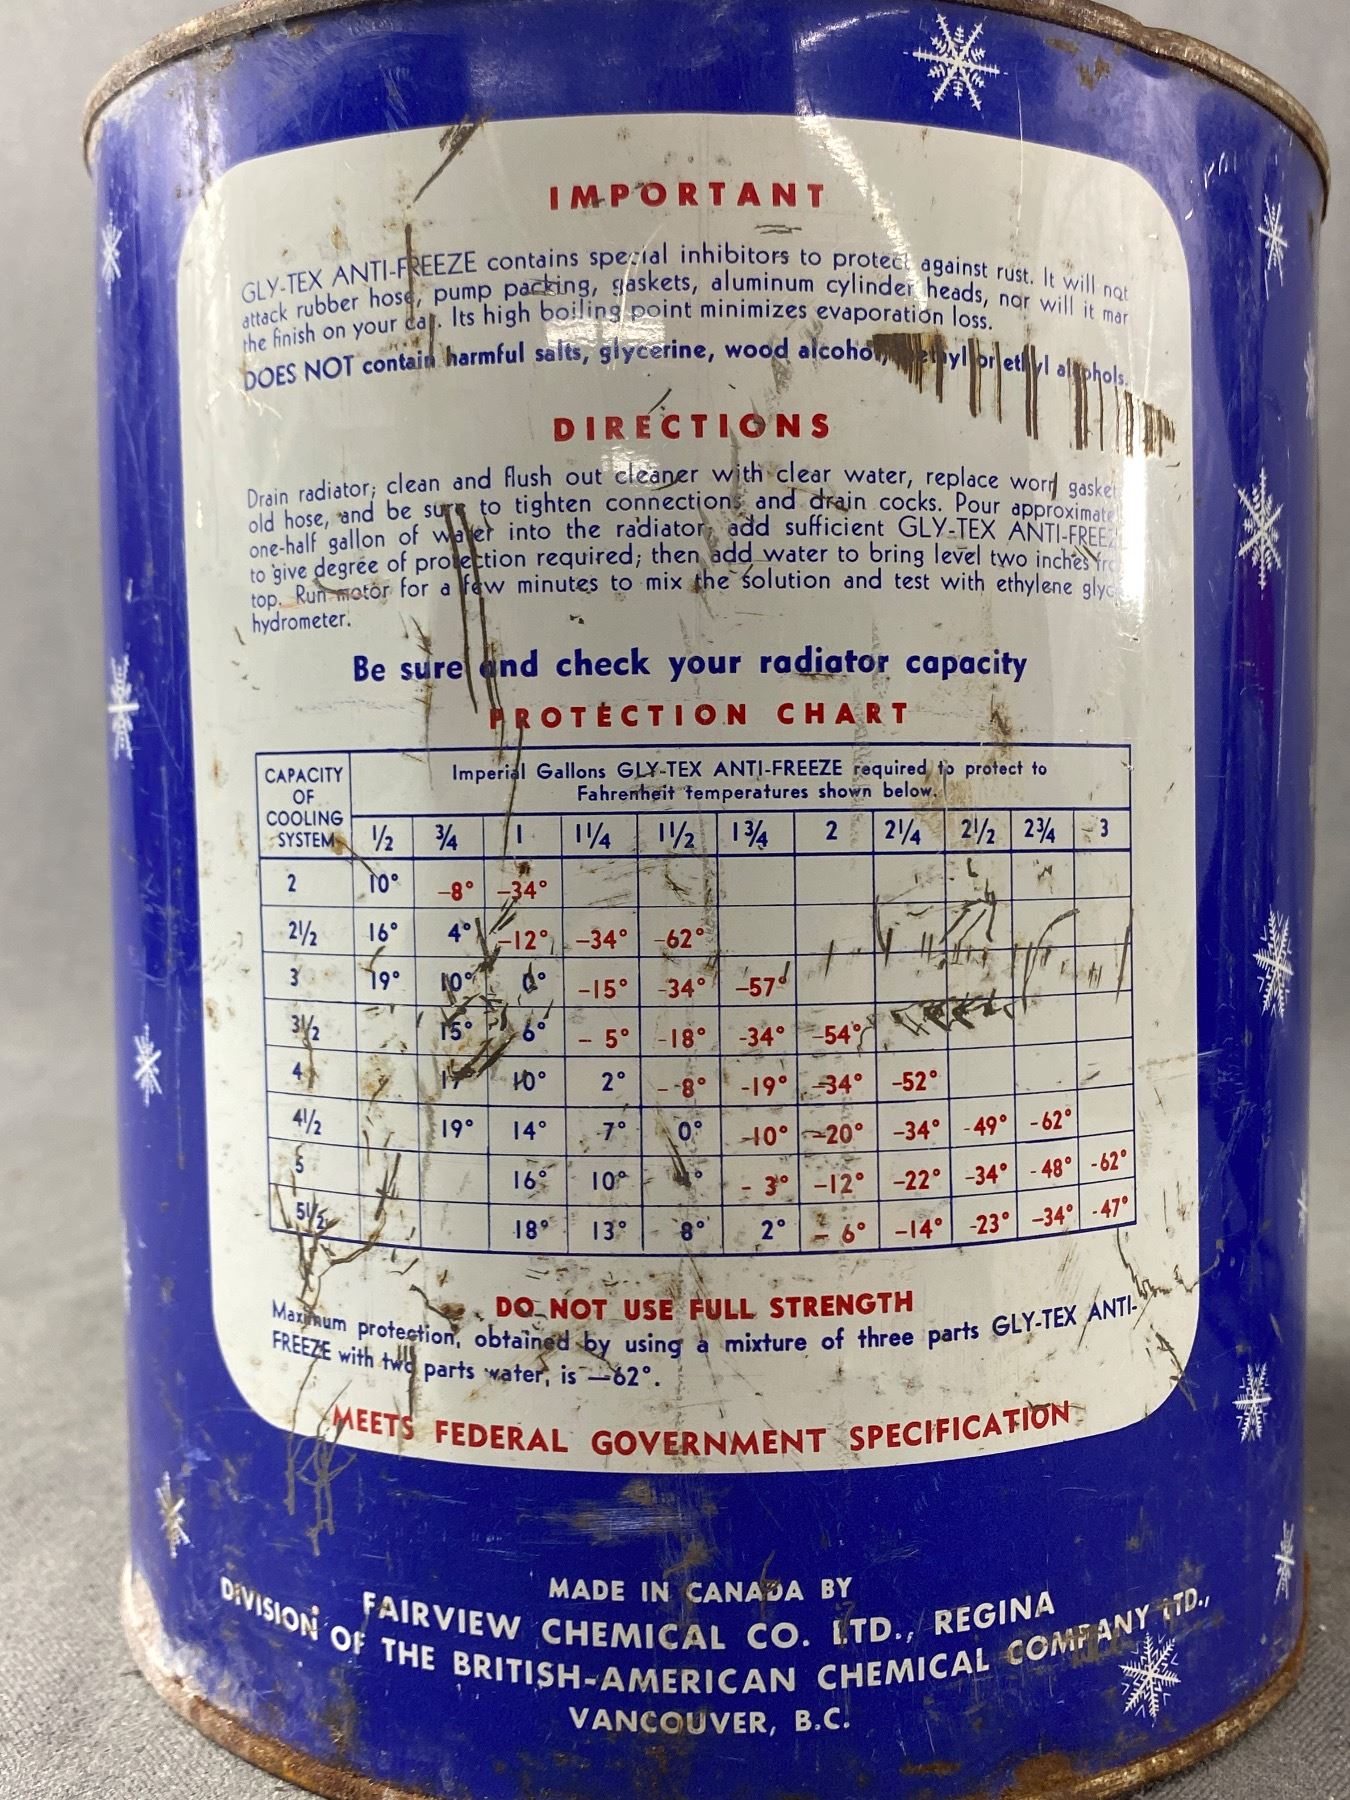 IMPORTANT
GLY-TEX ANTI-FREEZE contains special inhibitors to protect against rust. It will not
attack rubber hose, pump packing, gaskets, aluminum cylinder heads, nor will it mar
the finish on your car. Its high boiling point minimizes evaporation loss.
DOES NOT contain harmful salts, glycerine, wood alcohol, or ethyl alcohols.
DIRECTIONS
Drain radiator; clean and flush out cleaner with clear water, replace worn gasket
old hose, and be sure to tighten connections and drain cocks. Pour approximate
one-half gallon of water into the radiator, add sufficient GLY-TEX ANTI-FREEZ
to give degree of protection required; then add water to bring level two inches fro
top. Run motor for a few minutes to mix the solution and test with ethylene glyc
hydrometer.
Be sure and check your radiator capacity
PROTECTION CHART
CAPACITY OF COOLING SYSTEM
Imperial Gallons GLY-TEX ANTI-FREEZE required to protect to
Fahrenheit temperatures shown below.
1/2 3/4 1 1 1/4 1 1/2 1 3/4 2 2 1/4 2 1/2 2 3/4 3
2 10° -8° -34°
2 1/2 16° 4° -12° -34° -62°
3 19° 10° 0° -15° -34° -57°
3 1/2 15° 6° -5° -18° -34° -54°
4 17° 10° 2° -8° -19° -34° -52°
4 1/2 19° 14° 7° 0° -10° -20° -34° -49° -62°
5 16° 10° 4° -3° -12° -22° -34° -48° -62°
5 1/2 18° 13° 8° 2° -6° -14° -23° -34° -47°
DO NOT USE FULL STRENGTH
Maximum protection, obtained by using a mixture of three parts GLY-TEX ANTI-
FREEZE with two parts water, is -62°.
MEETS FEDERAL GOVERNMENT SPECIFICATION
MADE IN CANADA BY
FAIRVIEW CHEMICAL CO. LTD., REGINA
DIVISION OF THE BRITISH-AMERICAN CHEMICAL COMPANY LTD.,
VANCOUVER, B.C.